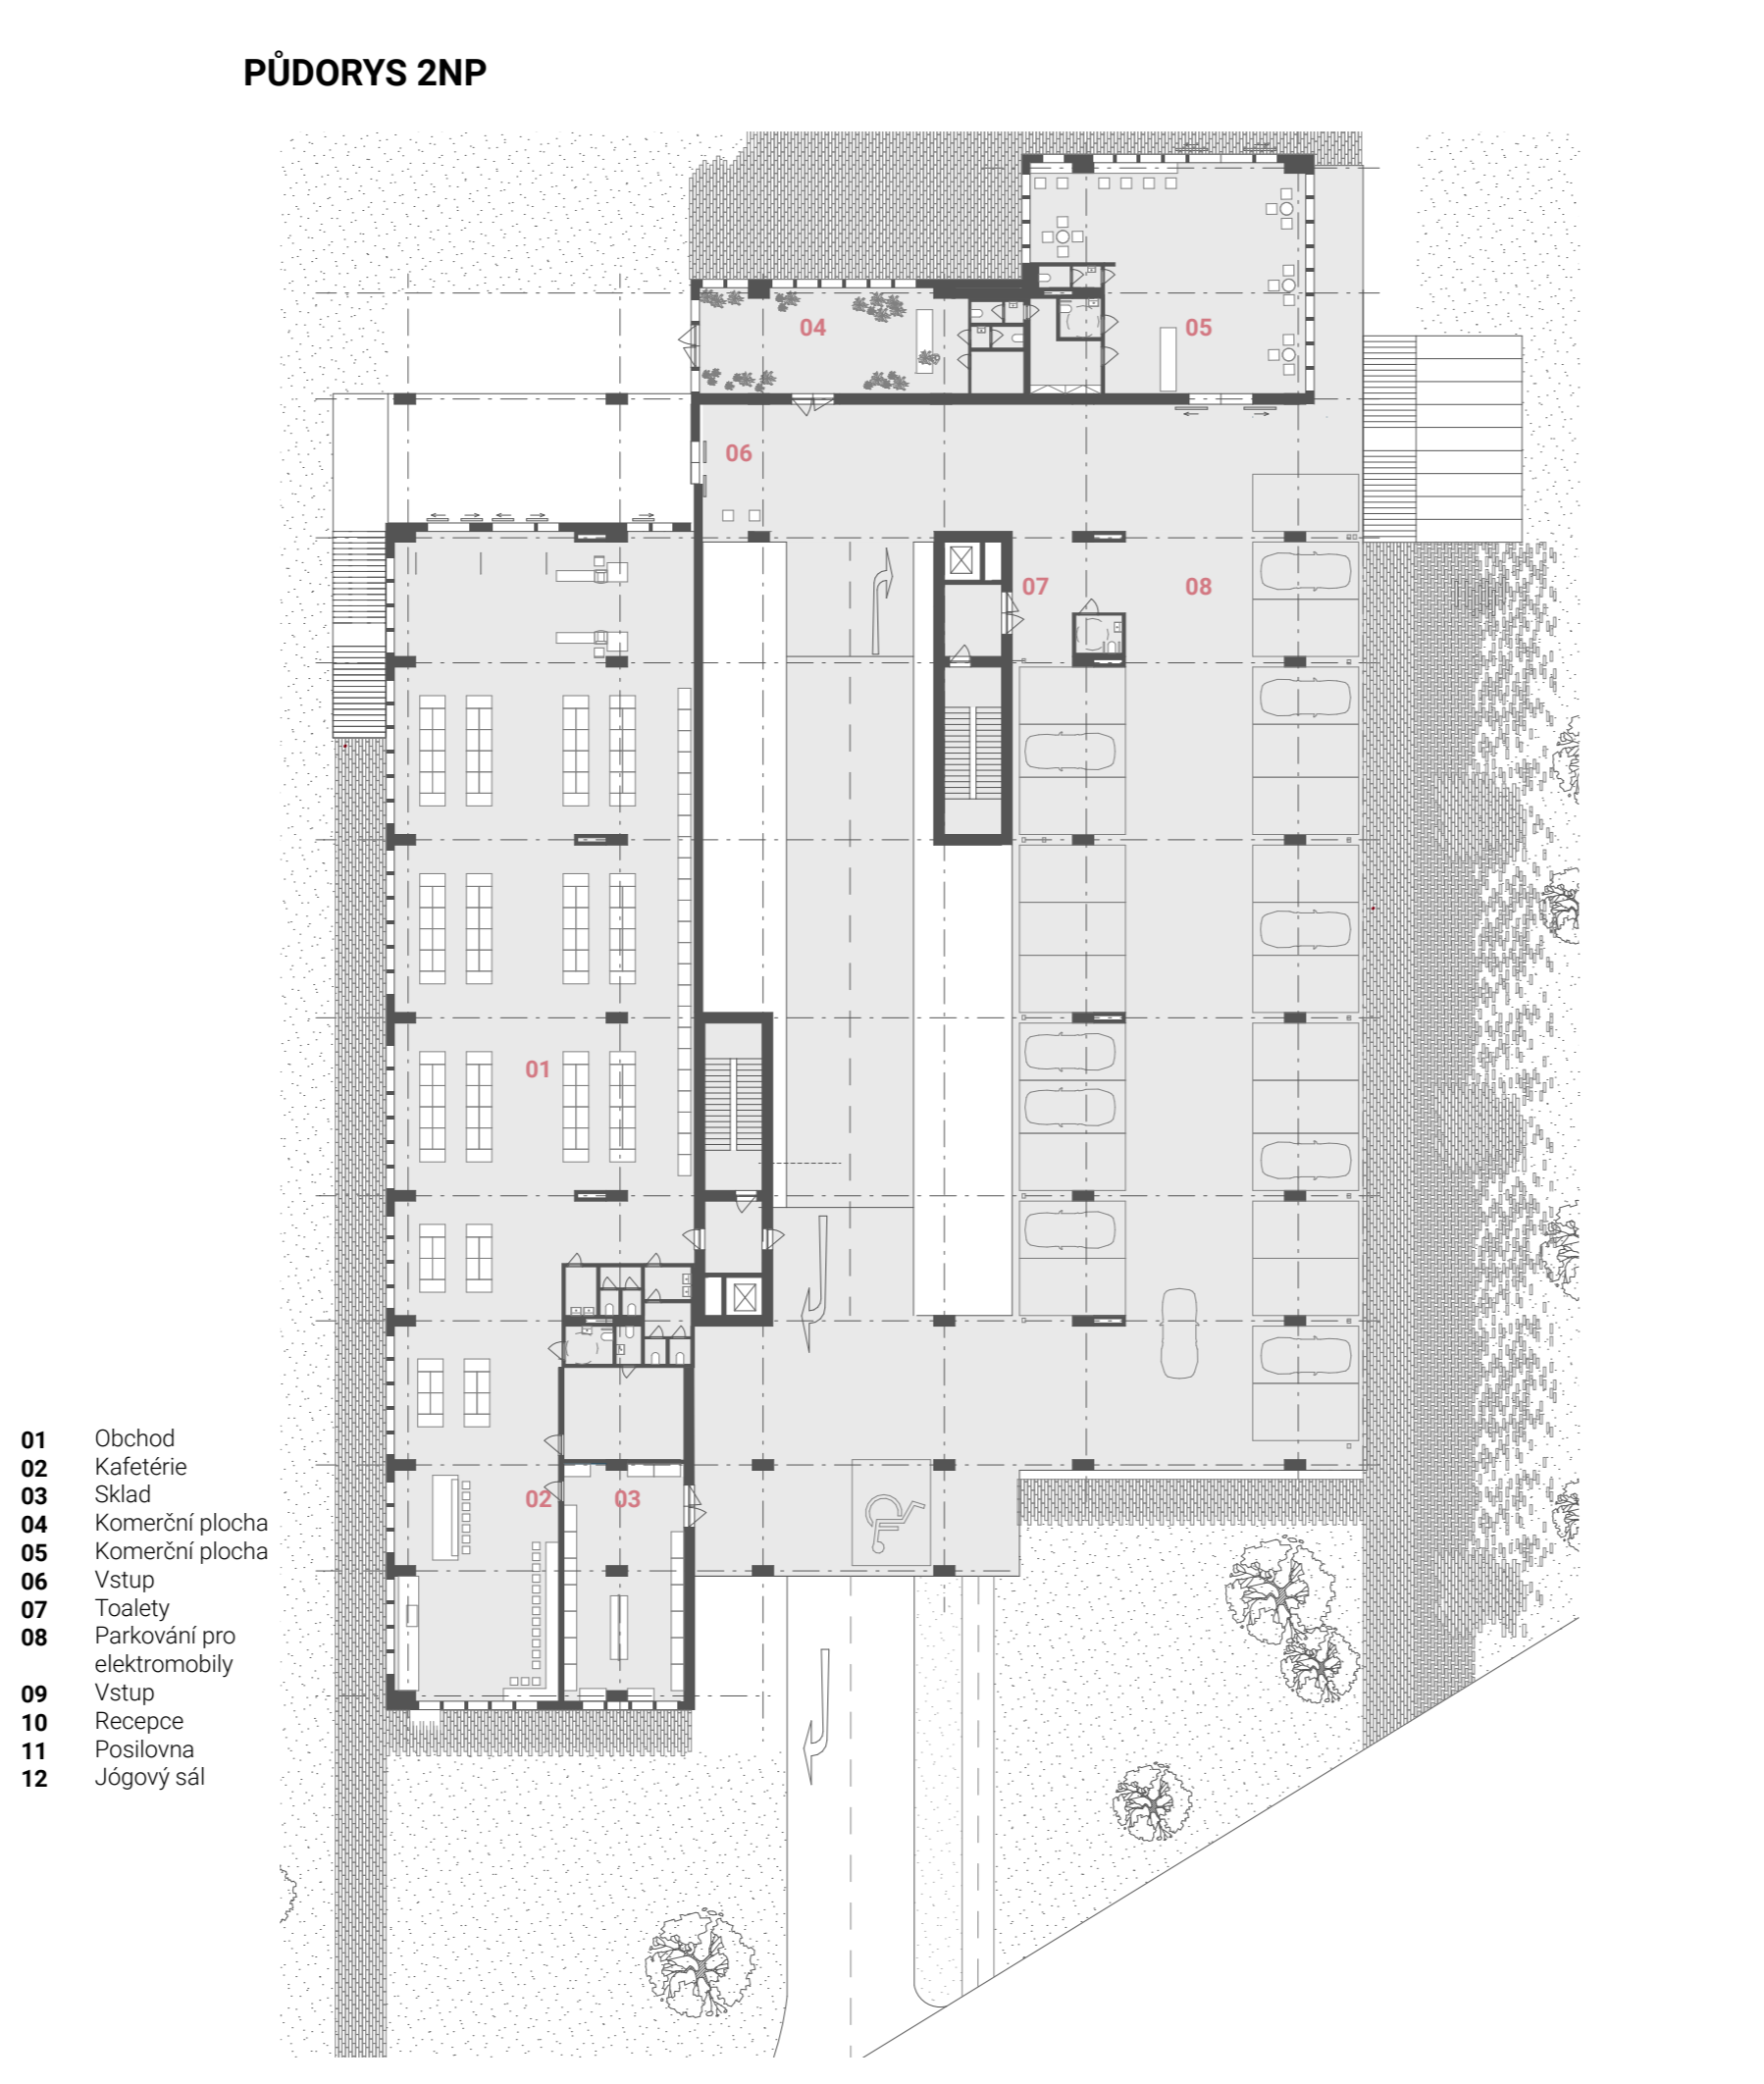 PŮDORYS 2NP
04
05
06
07
08
01
02
03
01 Obchod
02 Kafetérie
03 Sklad
04 Komerční plocha
05 Komerční plocha
06 Vstup
07 Toalety
08 Parkování pro
elektromobily
09 Vstup
10 Recepce
11 Posilovna
12 Jógový sál